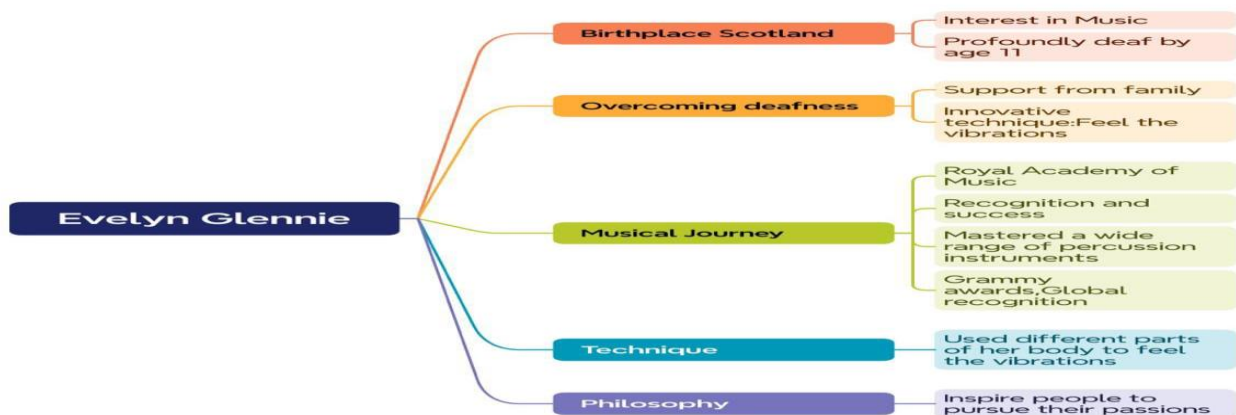 Evelyn Glennie
Birthplace Scotland
Interest in Music
Profoundly deaf by
age 11
Overcoming deafness
Support from family
Innovative
technique:Feel the
vibrations
Musical Journey
Royal Academy of
Music
Recognition and
success
Mastered a wide
range of percussion
instruments
Grammy
awards,Global
recognition
Technique
Used different parts
of her body to feel
the vibrations
Philosophy
Inspire people to
pursue their passions